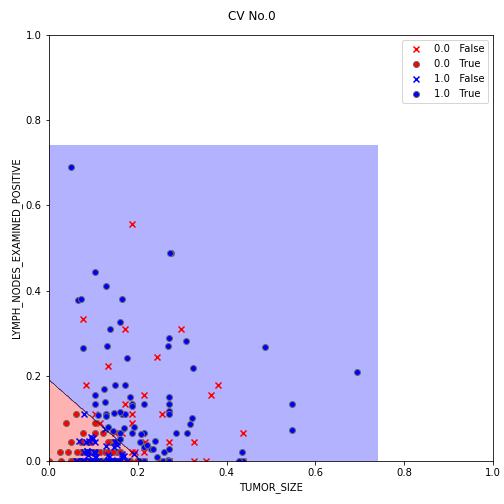 CV No.0
1.0
0.8
0.6
0.4
0.2
0.0
LYMPH_NODES_EXAMINED_POSITIVE
0.0 False
0.0 True
1.0 False
1.0 True
0.0 0.2 0.4 0.6 0.8 1.0
TUMOR_SIZE